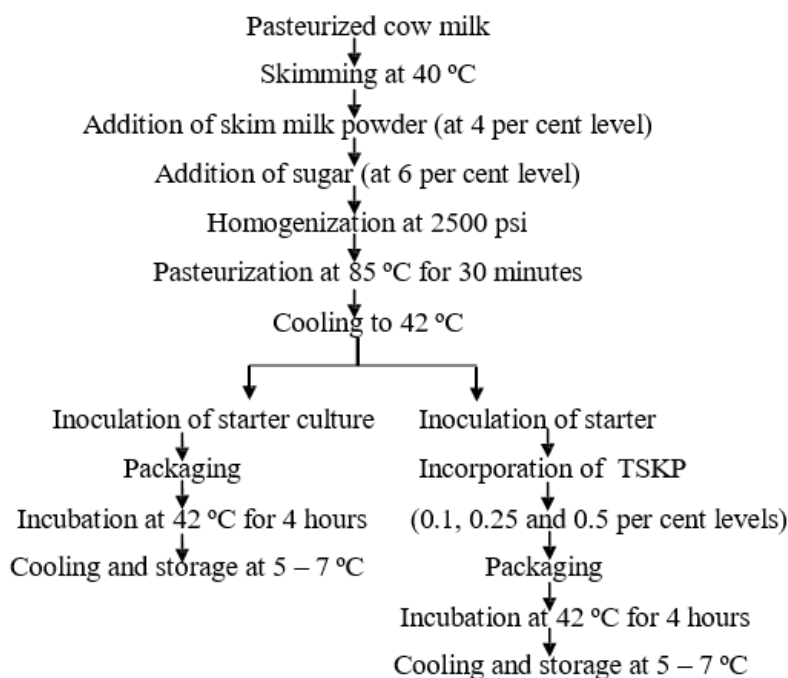 Pasteurized cow milk
Skimming at 40 ºC
Addition of skim milk powder (at 4 per cent level)
Addition of sugar (at 6 per cent level)
Homogenization at 2500 psi
Pasteurization at 85 ºC for 30 minutes
Cooling to 42 ºC
Inoculation of starter culture
Packaging
Incubation at 42 ºC for 4 hours
Cooling and storage at 5 – 7 ºC
Inoculation of starter
Incorporation of TSKP
(0.1, 0.25 and 0.5 per cent levels)
Packaging
Incubation at 42 ºC for 4 hours
Cooling and storage at 5 – 7 ºC